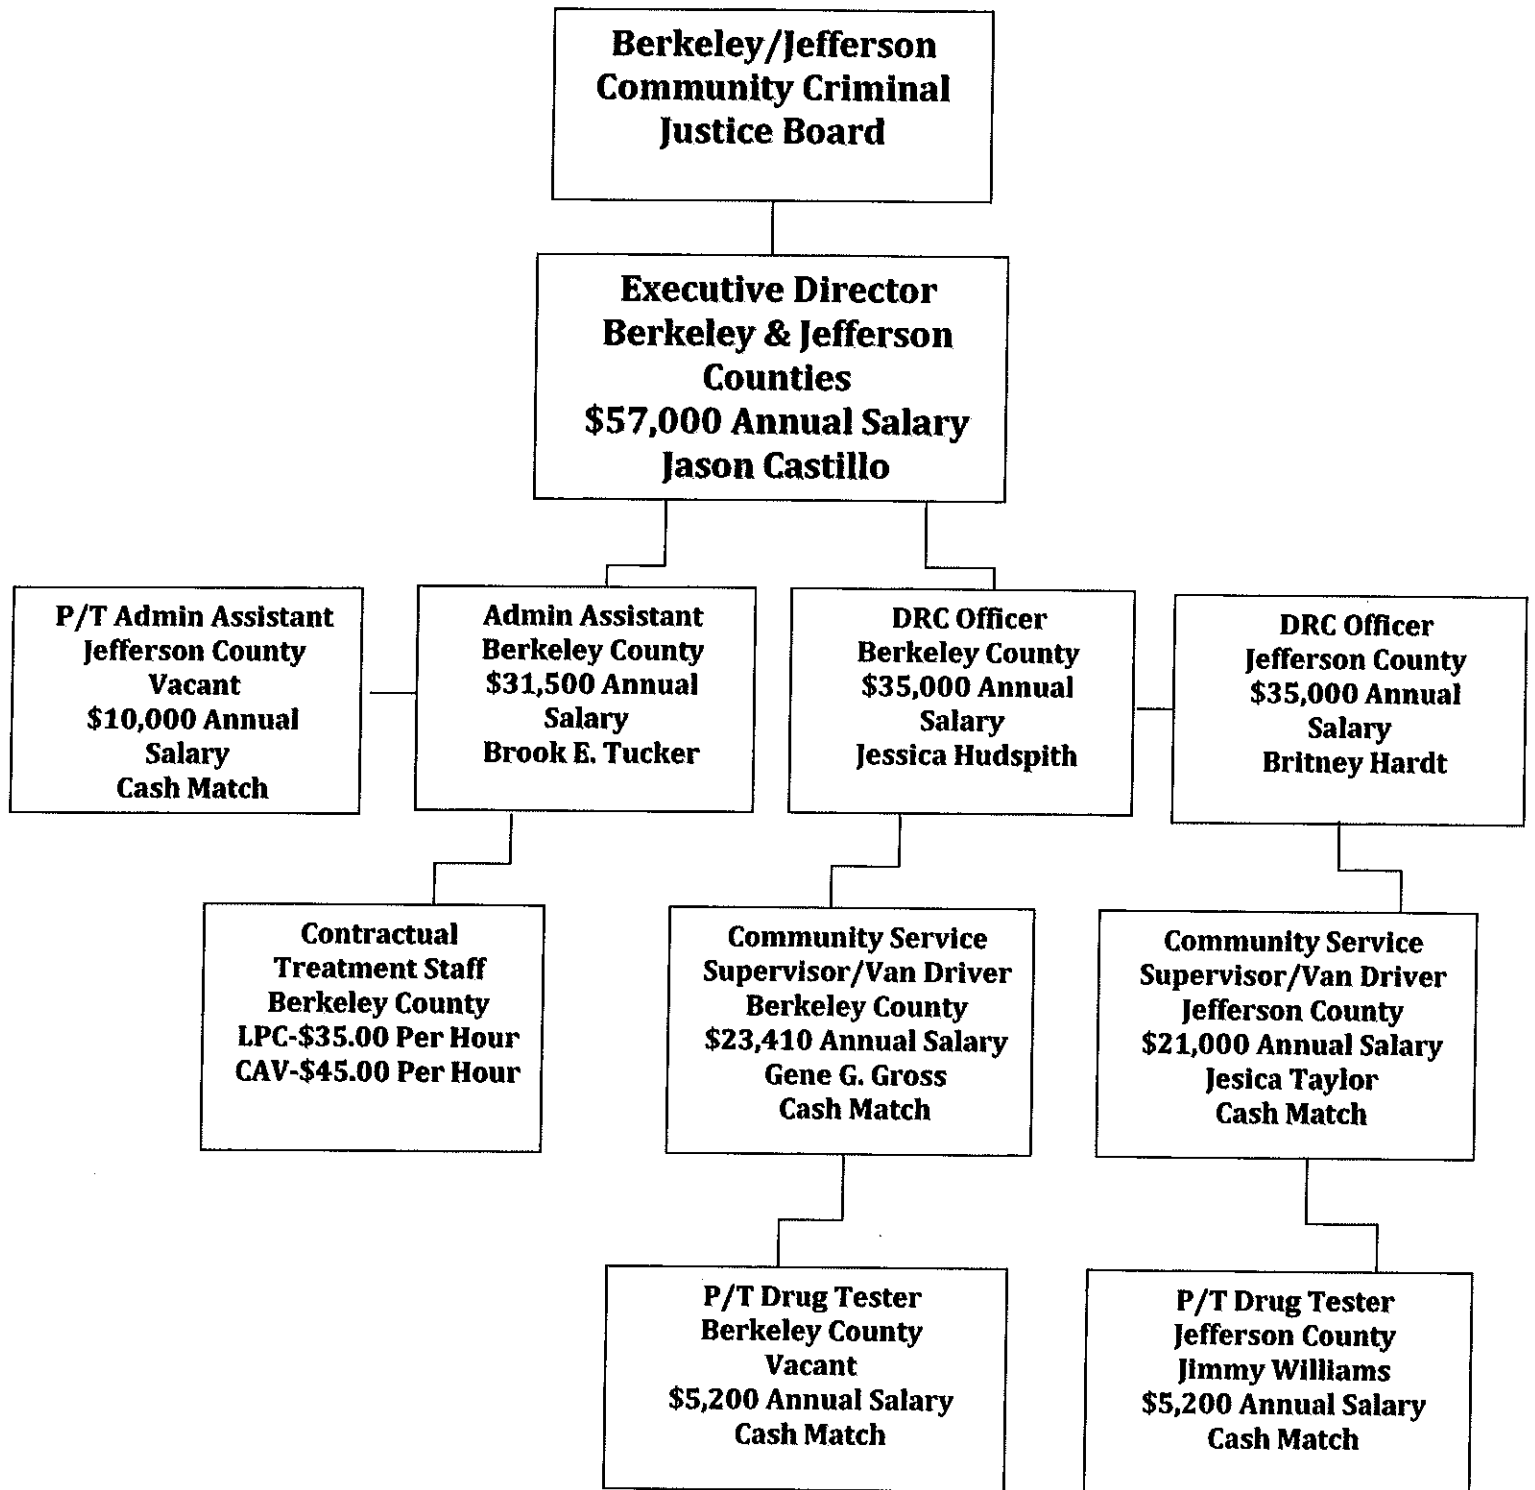 Berkeley/Jefferson
Community Criminal
Justice Board
Executive Director
Berkeley & Jefferson
Counties
$57,000 Annual Salary
Jason Castillo
P/T Admin Assistant
Jefferson County
Vacant
$10,000 Annual
Salary
Cash Match
Admin Assistant
Berkeley County
$31,500 Annual
Salary
Brook E. Tucker
DRC Officer
Berkeley County
$35,000 Annual
Salary
Jessica Hudspith
DRC Officer
Jefferson County
$35,000 Annual
Salary
Britney Hardt
Contractual
Treatment Staff
Berkeley County
LPC-$35.00 Per Hour
CAV-$45.00 Per Hour
Community Service
Supervisor/Van Driver
Berkeley County
$23,410 Annual Salary
Gene G. Gross
Cash Match
Community Service
Supervisor/Van Driver
Jefferson County
$21,000 Annual Salary
Jesica Taylor
Cash Match
P/T Drug Tester
Berkeley County
Vacant
$5,200 Annual Salary
Cash Match
P/T Drug Tester
Jefferson County
Jimmy Williams
$5,200 Annual Salary
Cash Match